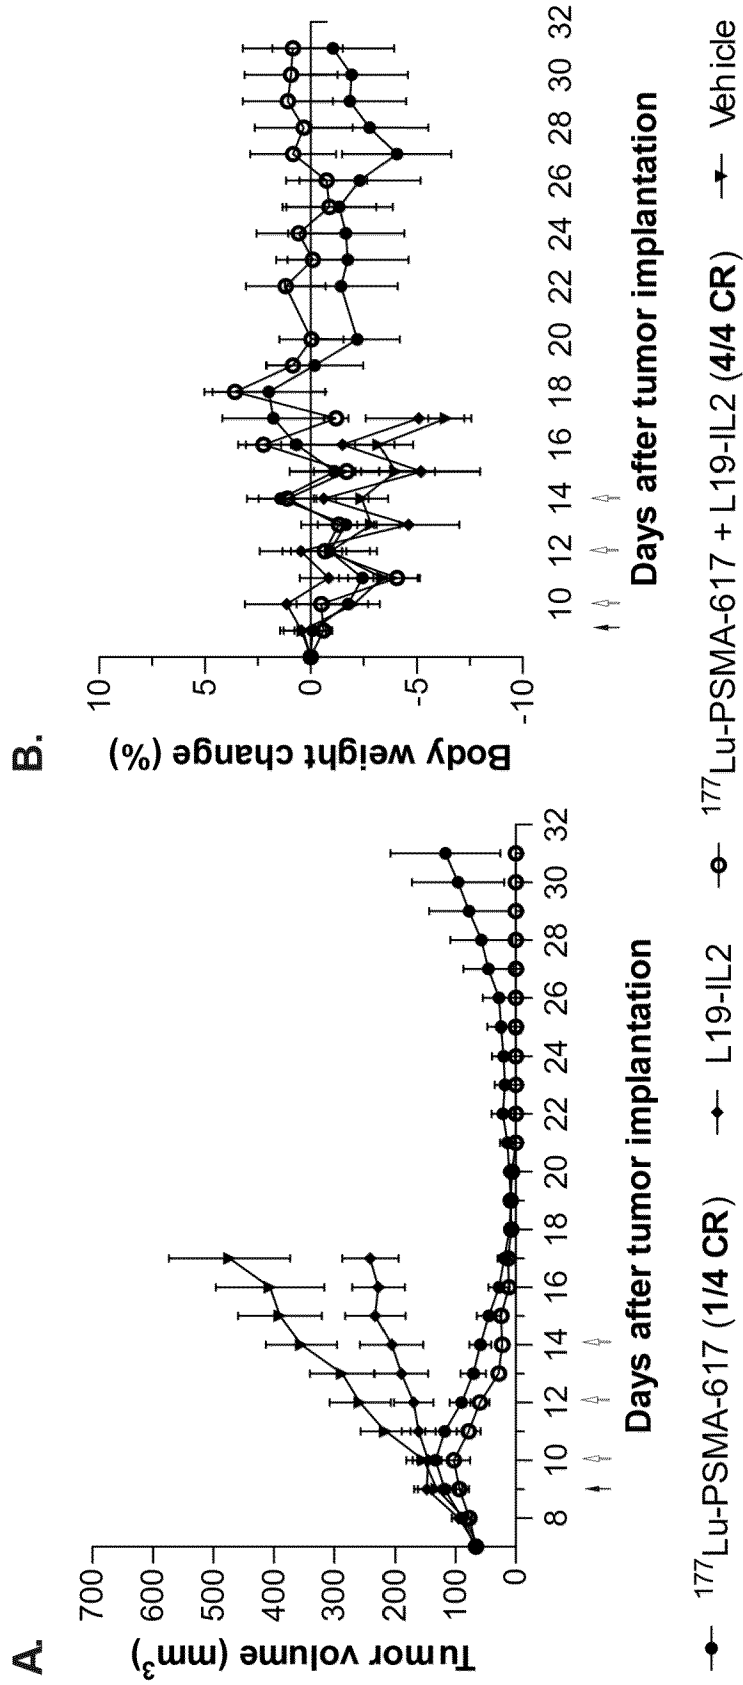 A.
Tumor volume (mm³)
700
600
500
400
300
200
100
0
8 10 12 14 16 18 20 22 24 26 28 30 32
Days after tumor implantation
B.
Body weight change (%)
10
5
0
-5
-10
10 12 14 16 18 20 22 24 26 28 30 32
Days after tumor implantation
¹⁷⁷Lu-PSMA-617 (1/4 CR) L19-IL2 ¹⁷⁷Lu-PSMA-617 + L19-IL2 (4/4 CR) Vehicle